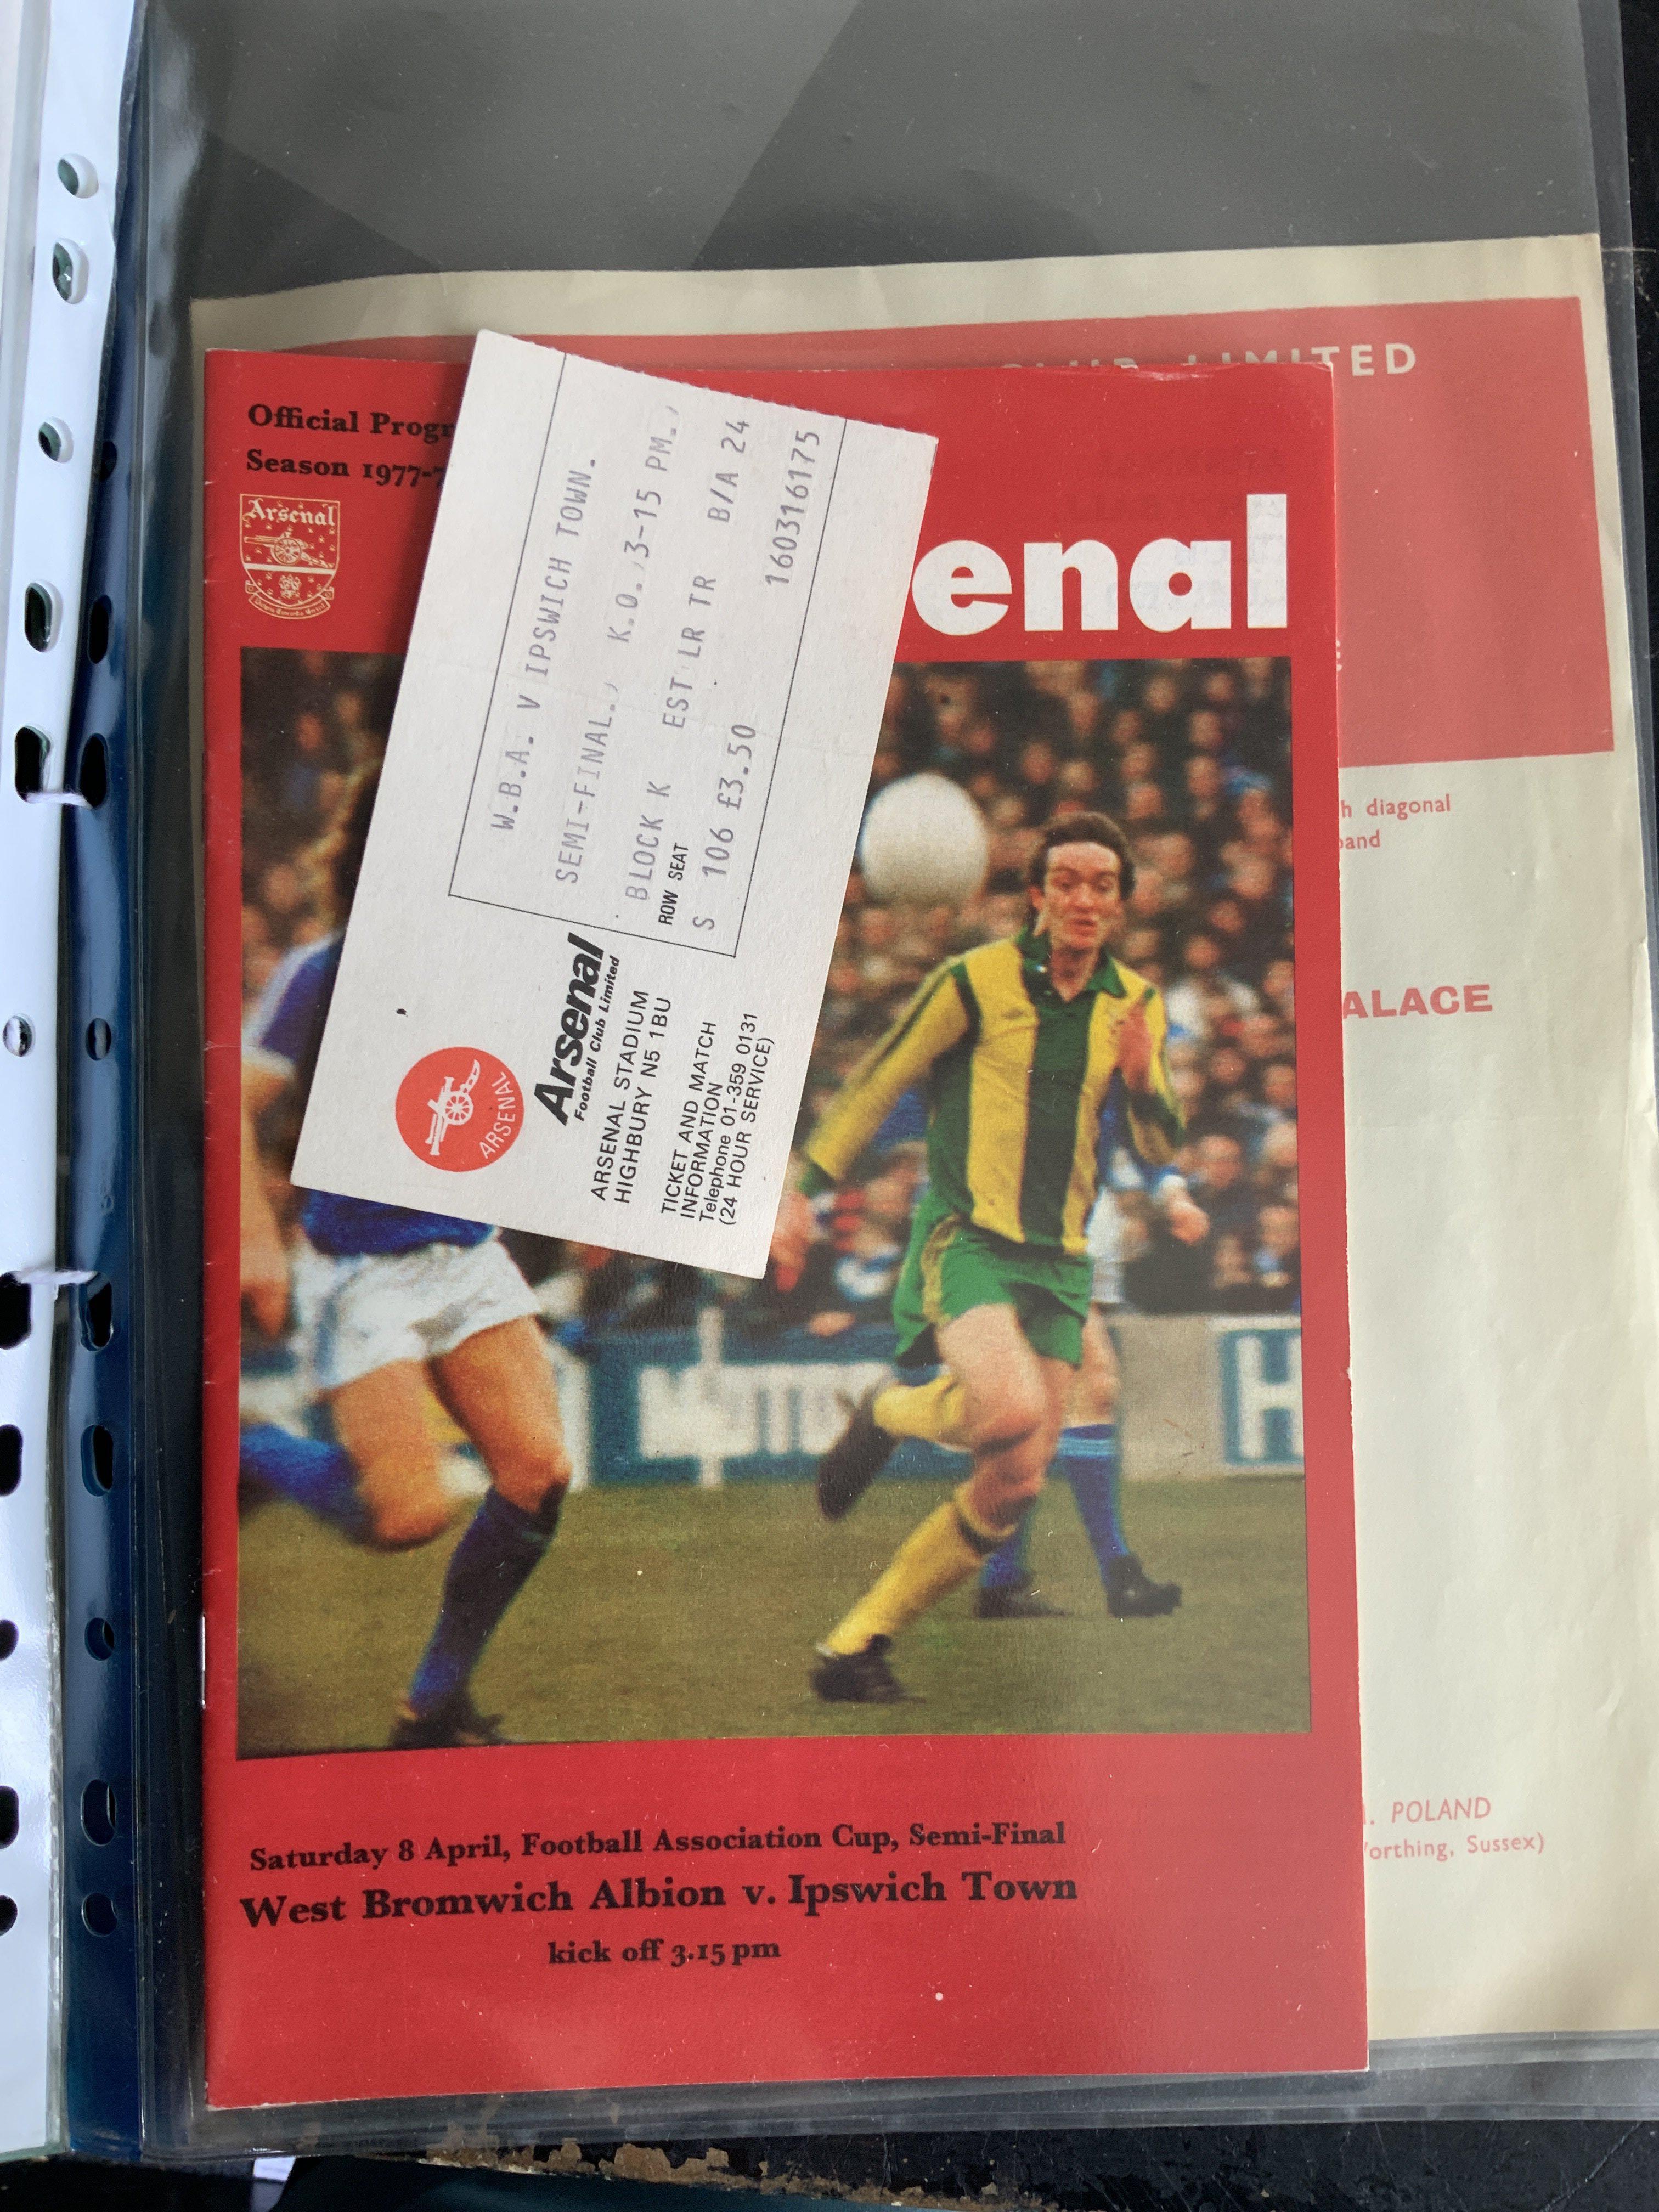 CLUB LIMITED
Official
Season 1977-7
Arsenal
enal
W.B.A. V IPSWICH TOWN.
SEMI-FINAL., K.O., 3-15 PM.,
BLOCK K EST LR TR B/A 24
ROW SEAT
S 106 £3.50 160316175
ARSENAL
Arsenal
Football Club Limited
ARSENAL STADIUM
HIGHBURY N5 1BU
TICKET AND MATCH
INFORMATION
Telephone 01-359 0131
(24 HOUR SERVICE)
diagonal
ALACE
POLAND
orthing, Sussex)
Saturday 8 April, Football Association Cup, Semi-Final
West Bromwich Albion v. Ipswich Town
kick off 3.15 pm